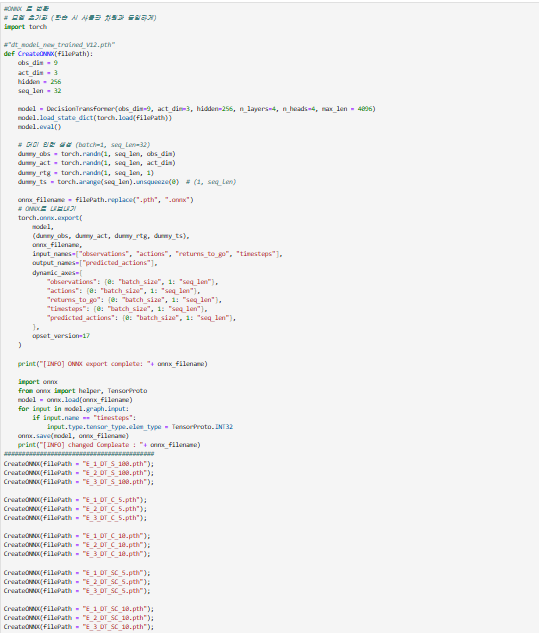 #ONNX 로 변환
# 모델 초기화 (학습 시 사용한 차원과 동일하게)
import torch
#"dt_model_new_trained_V12.pth"
def CreateONNX(filePath):
    obs_dim = 9
    act_dim = 3
    hidden = 256
    seq_len = 32
    model = DecisionTransformer(obs_dim=9, act_dim=3, hidden=256, n_layers=4, n_heads=4, max_len = 4096)
    model.load_state_dict(torch.load(filePath))
    model.eval()
    # 더미 입력 생성 (batch=1, seq_len=32)
    dummy_obs = torch.randn(1, seq_len, obs_dim)
    dummy_act = torch.randn(1, seq_len, act_dim)
    dummy_rtg = torch.randn(1, seq_len, 1)
    dummy_ts = torch.arange(seq_len).unsqueeze(0)  # (1, seq_len)
    onnx_filename = filePath.replace(".pth", ".onnx")
    # ONNX로 내보내기
    torch.onnx.export(
        model,
        (dummy_obs, dummy_act, dummy_rtg, dummy_ts),
        onnx_filename,
        input_names=["observations", "actions", "returns_to_go", "timesteps"],
        output_names=["predicted_actions"],
        dynamic_axes={
            "observations": {0: "batch_size", 1: "seq_len"},
            "actions": {0: "batch_size", 1: "seq_len"},
            "returns_to_go": {0: "batch_size", 1: "seq_len"},
            "timesteps": {0: "batch_size", 1: "seq_len"},
            "predicted_actions": {0: "batch_size", 1: "seq_len"},
        },
        opset_version=17
    )
    print("[INFO] ONNX export complete: "+ onnx_filename)
    import onnx
    from onnx import helper, TensorProto
    model = onnx.load(onnx_filename)
    for input in model.graph.input:
        if input.name == "timesteps":
            input.type.tensor_type.elem_type = TensorProto.INT32
    onnx.save(model, onnx_filename)
    print("[INFO] changed Compleate : "+ onnx_filename)
##########################################
CreateONNX(filePath = "E_1_DT_S_100.pth");
CreateONNX(filePath = "E_2_DT_S_100.pth");
CreateONNX(filePath = "E_3_DT_S_100.pth");
CreateONNX(filePath = "E_1_DT_C_5.pth");
CreateONNX(filePath = "E_2_DT_C_5.pth");
CreateONNX(filePath = "E_3_DT_C_5.pth");
CreateONNX(filePath = "E_1_DT_C_10.pth");
CreateONNX(filePath = "E_2_DT_C_10.pth");
CreateONNX(filePath = "E_3_DT_C_10.pth");
CreateONNX(filePath = "E_1_DT_SC_5.pth");
CreateONNX(filePath = "E_2_DT_SC_5.pth");
CreateONNX(filePath = "E_3_DT_SC_5.pth");
CreateONNX(filePath = "E_1_DT_SC_10.pth");
CreateONNX(filePath = "E_2_DT_SC_10.pth");
CreateONNX(filePath = "E_3_DT_SC_10.pth");